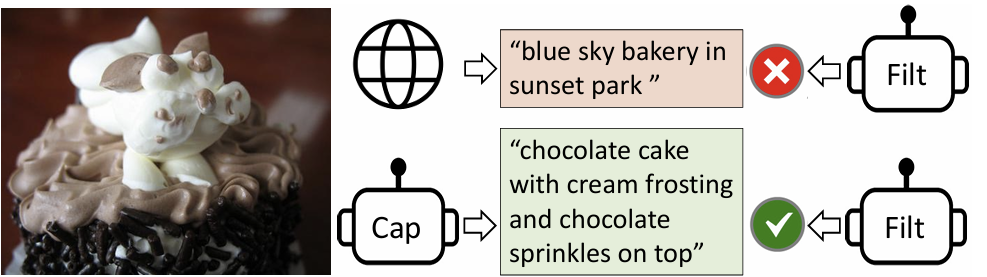 “blue sky bakery in
sunset park ”
Filt
Cap
“chocolate cake
with cream frosting
and chocolate
sprinkles on top”
Filt